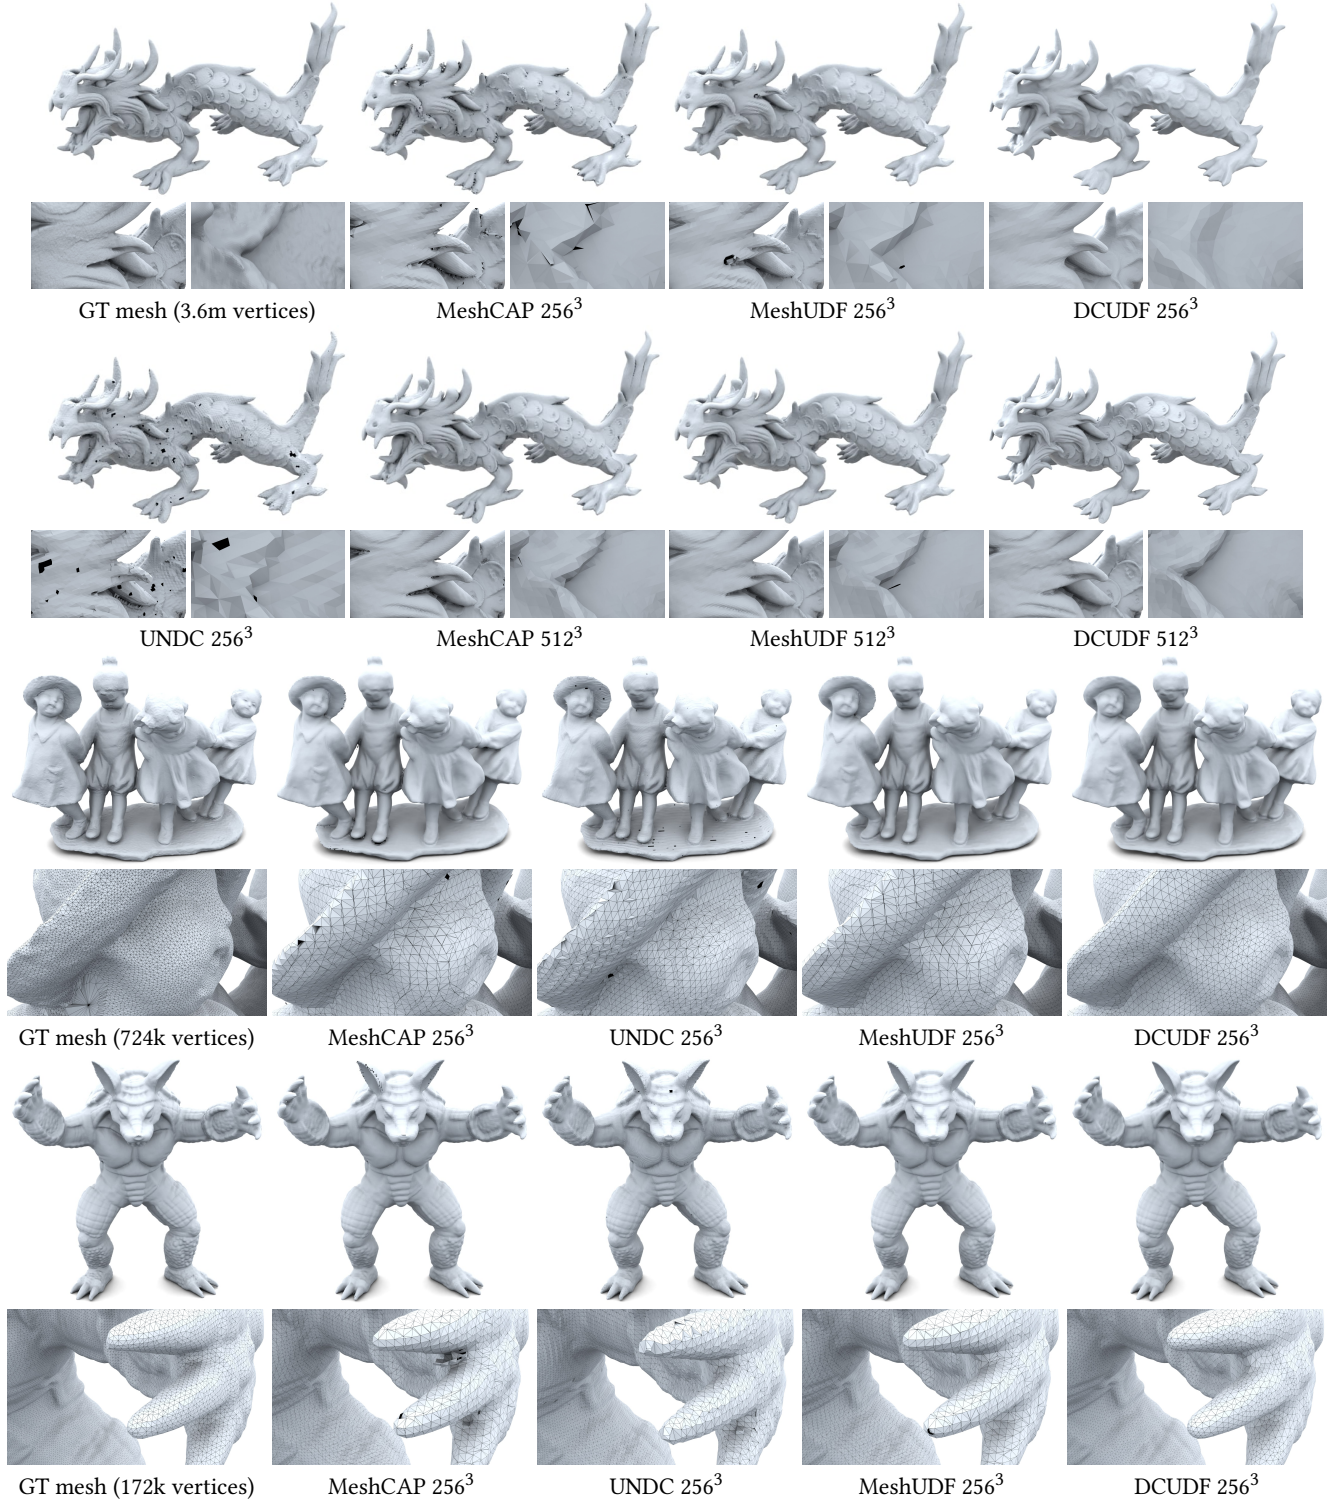 GT mesh (3.6m vertices) MeshCAP 256³ MeshUDF 256³ DCUDF 256³
UNDC 256³ MeshCAP 512³ MeshUDF 512³ DCUDF 512³
GT mesh (724k vertices) MeshCAP 256³ UNDC 256³ MeshUDF 256³ DCUDF 256³
GT mesh (172k vertices) MeshCAP 256³ UNDC 256³ MeshUDF 256³ DCUDF 256³